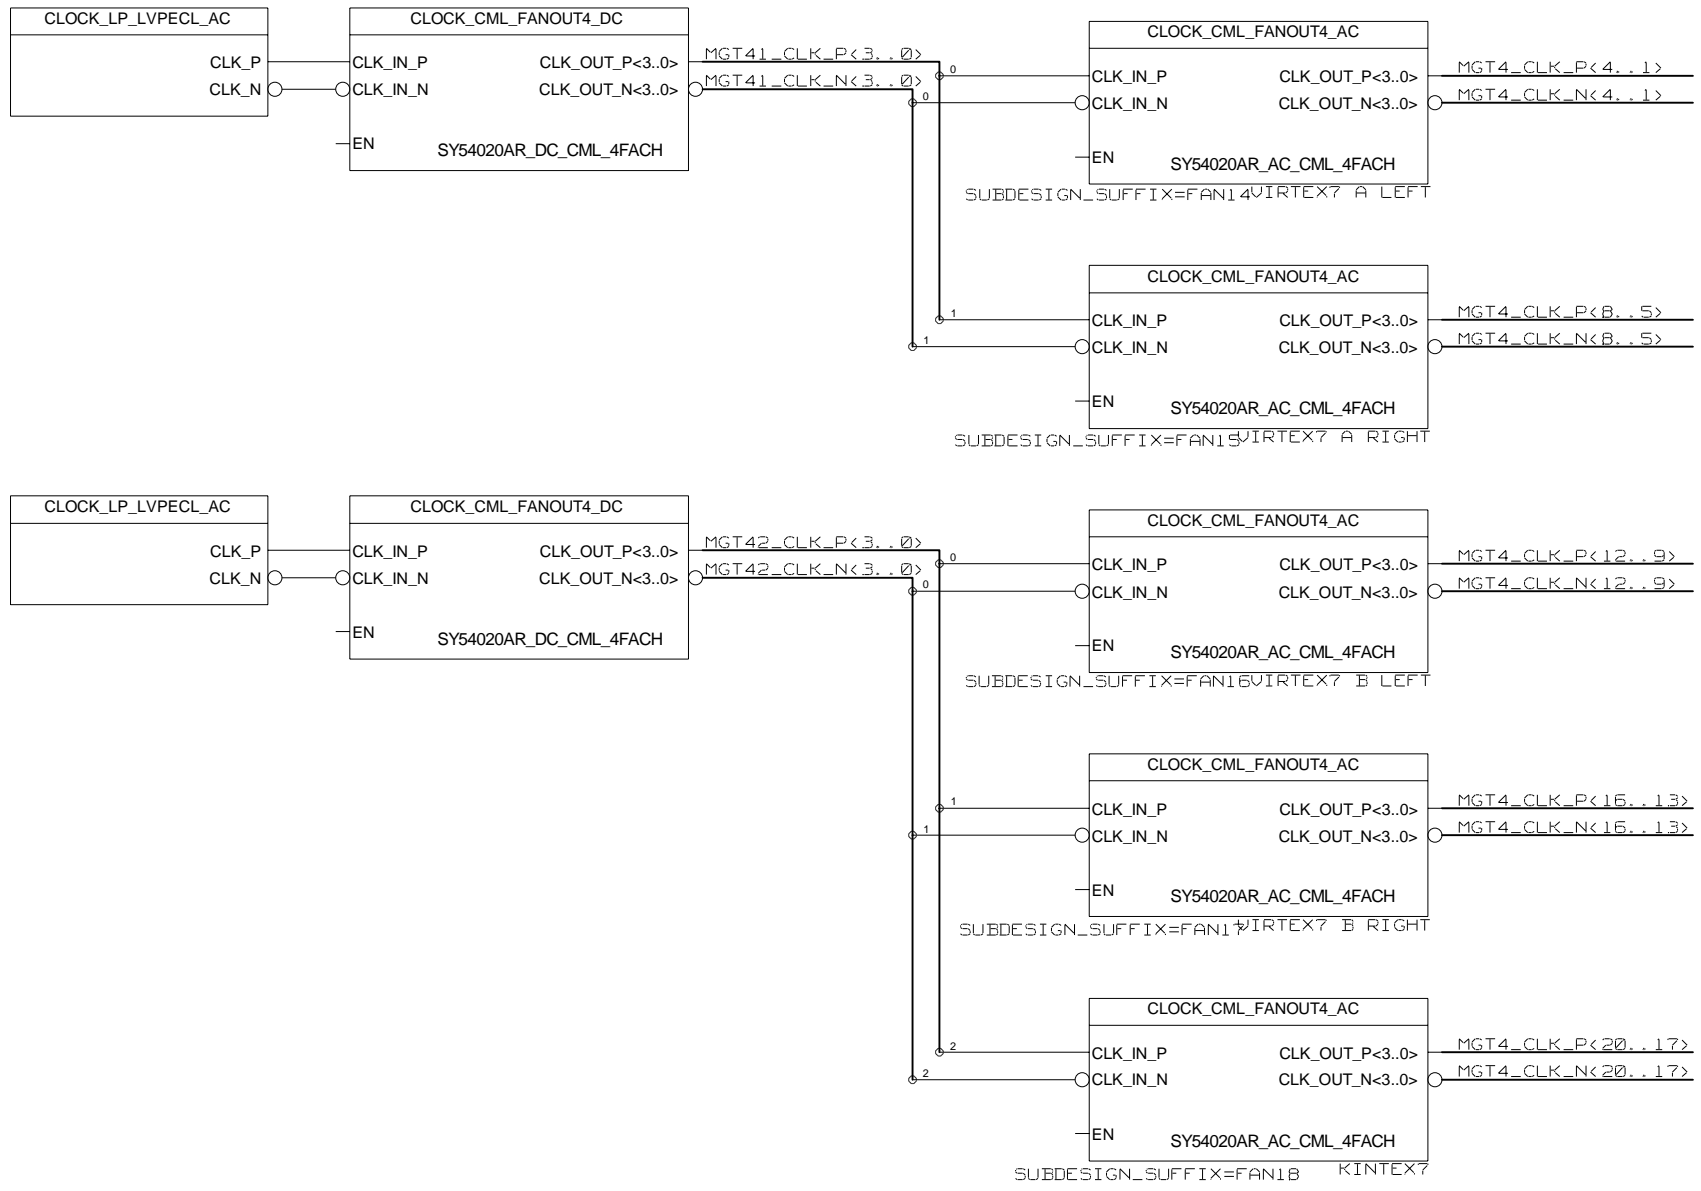 CLOCK_LP_LVPECL_AC
CLK_P
CLK_N
CLOCK_CML_FANOUT4_DC
CLK_IN_P CLK_OUT_P<3..0>
CLK_IN_N CLK_OUT_N<3..0>
EN
SY54020AR_DC_CML_4FACH
MGT41_CLK_P<3..0>
MGT41_CLK_N<3..0>
0
0
CLOCK_CML_FANOUT4_AC
CLK_IN_P CLK_OUT_P<3..0>
CLK_IN_N CLK_OUT_N<3..0>
EN
SY54020AR_AC_CML_4FACH
SUBDESIGN_SUFFIX=FAN14 VIRTEX7 A LEFT
MGT4_CLK_P<4..1>
MGT4_CLK_N<4..1>
1
1
CLOCK_CML_FANOUT4_AC
CLK_IN_P CLK_OUT_P<3..0>
CLK_IN_N CLK_OUT_N<3..0>
EN
SY54020AR_AC_CML_4FACH
SUBDESIGN_SUFFIX=FAN15 VIRTEX7 A RIGHT
MGT4_CLK_P<8..5>
MGT4_CLK_N<8..5>
CLOCK_LP_LVPECL_AC
CLK_P
CLK_N
CLOCK_CML_FANOUT4_DC
CLK_IN_P CLK_OUT_P<3..0>
CLK_IN_N CLK_OUT_N<3..0>
EN
SY54020AR_DC_CML_4FACH
MGT42_CLK_P<3..0>
MGT42_CLK_N<3..0>
0
0
CLOCK_CML_FANOUT4_AC
CLK_IN_P CLK_OUT_P<3..0>
CLK_IN_N CLK_OUT_N<3..0>
EN
SY54020AR_AC_CML_4FACH
SUBDESIGN_SUFFIX=FAN16 VIRTEX7 B LEFT
MGT4_CLK_P<12..9>
MGT4_CLK_N<12..9>
1
1
CLOCK_CML_FANOUT4_AC
CLK_IN_P CLK_OUT_P<3..0>
CLK_IN_N CLK_OUT_N<3..0>
EN
SY54020AR_AC_CML_4FACH
SUBDESIGN_SUFFIX=FAN17 VIRTEX7 B RIGHT
MGT4_CLK_P<16..13>
MGT4_CLK_N<16..13>
2
2
CLOCK_CML_FANOUT4_AC
CLK_IN_P CLK_OUT_P<3..0>
CLK_IN_N CLK_OUT_N<3..0>
EN
SY54020AR_AC_CML_4FACH
SUBDESIGN_SUFFIX=FAN18 KINTEX7
MGT4_CLK_P<20..17>
MGT4_CLK_N<20..17>